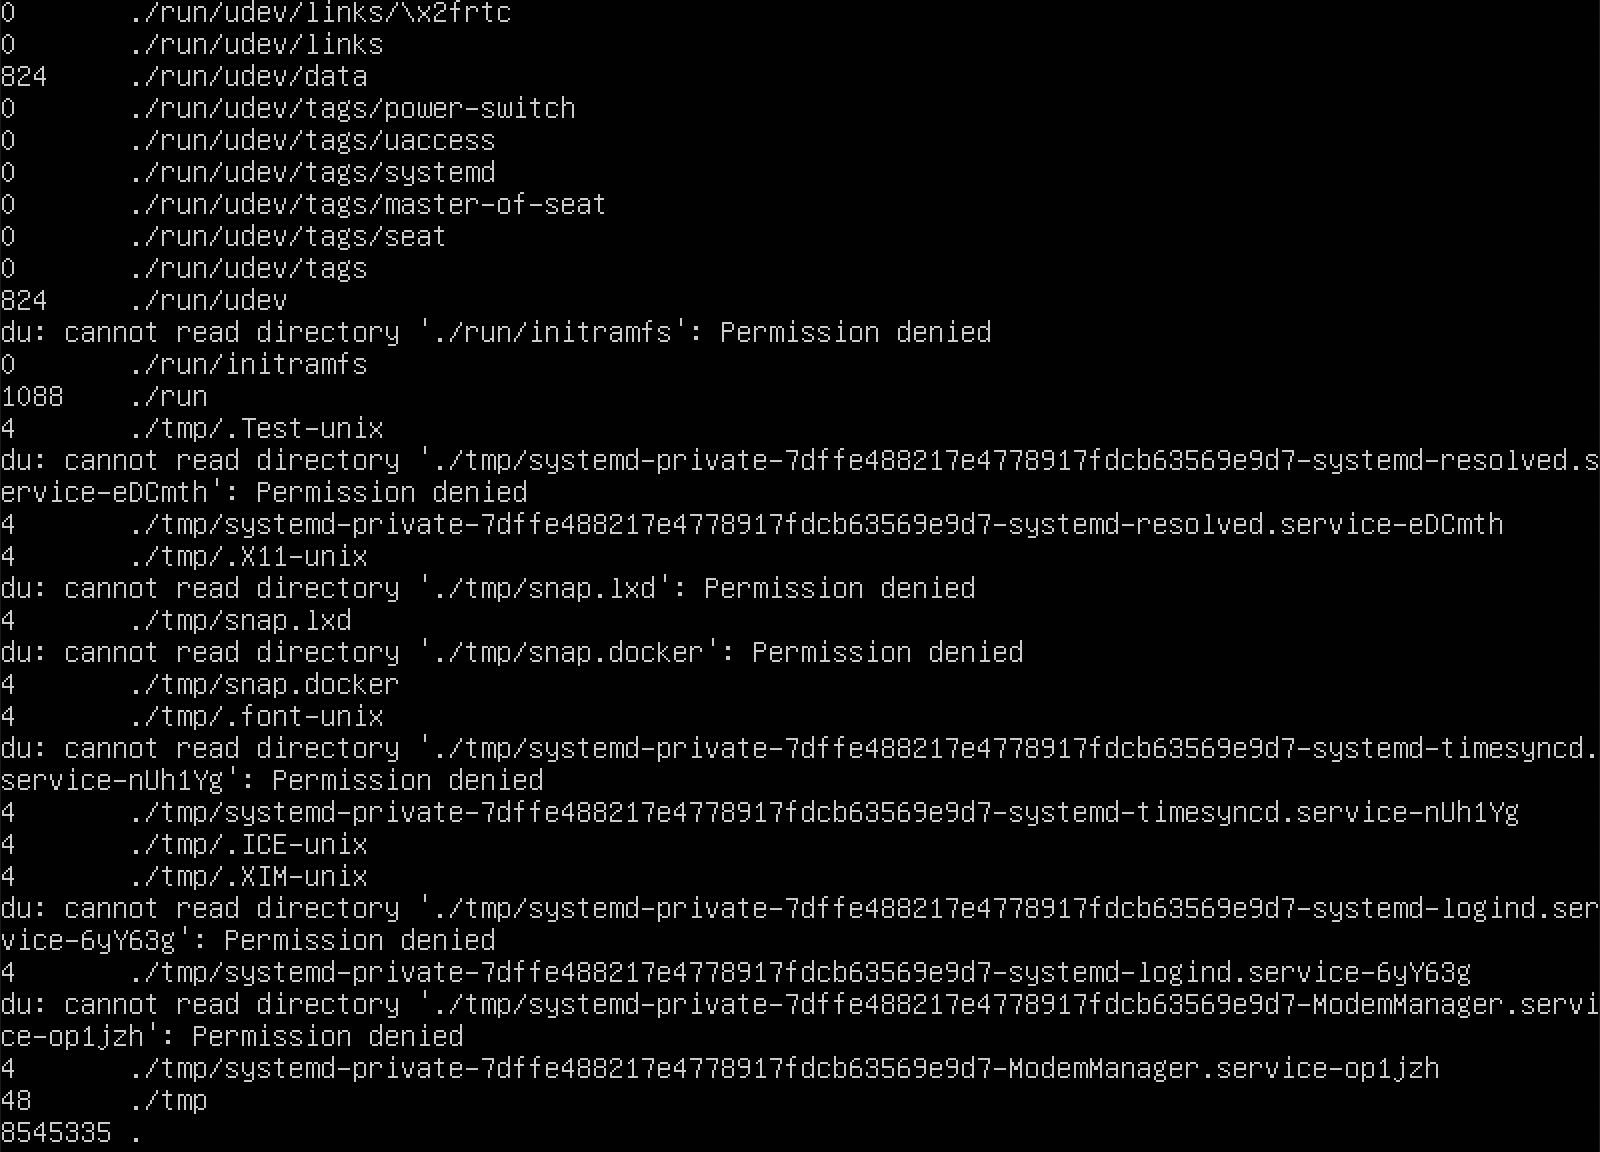 0       ./run/udev/links/\x2frtc
0       ./run/udev/links
824     ./run/udev/data
0       ./run/udev/tags/power-switch
0       ./run/udev/tags/uaccess
0       ./run/udev/tags/systemd
0       ./run/udev/tags/master-of-seat
0       ./run/udev/tags/seat
0       ./run/udev/tags
824     ./run/udev
du: cannot read directory './run/initramfs': Permission denied
0       ./run/initramfs
1088    ./run
4       ./tmp/.Test-unix
du: cannot read directory './tmp/systemd-private-7dffe488217e4778917fdcb63569e9d7-systemd-resolved.s
ervice-eDCmth': Permission denied
4       ./tmp/systemd-private-7dffe488217e4778917fdcb63569e9d7-systemd-resolved.service-eDCmth
4       ./tmp/.X11-unix
du: cannot read directory './tmp/snap.lxd': Permission denied
4       ./tmp/snap.lxd
du: cannot read directory './tmp/snap.docker': Permission denied
4       ./tmp/snap.docker
4       ./tmp/.font-unix
du: cannot read directory './tmp/systemd-private-7dffe488217e4778917fdcb63569e9d7-systemd-timesyncd.
service-nUh1Yg': Permission denied
4       ./tmp/systemd-private-7dffe488217e4778917fdcb63569e9d7-systemd-timesyncd.service-nUh1Yg
4       ./tmp/.ICE-unix
4       ./tmp/.XIM-unix
du: cannot read directory './tmp/systemd-private-7dffe488217e4778917fdcb63569e9d7-systemd-logind.ser
vice-6yY63g': Permission denied
4       ./tmp/systemd-private-7dffe488217e4778917fdcb63569e9d7-systemd-logind.service-6yY63g
du: cannot read directory './tmp/systemd-private-7dffe488217e4778917fdcb63569e9d7-ModemManager.servi
ce-op1jzh': Permission denied
4       ./tmp/systemd-private-7dffe488217e4778917fdcb63569e9d7-ModemManager.service-op1jzh
48      ./tmp
8545335 .